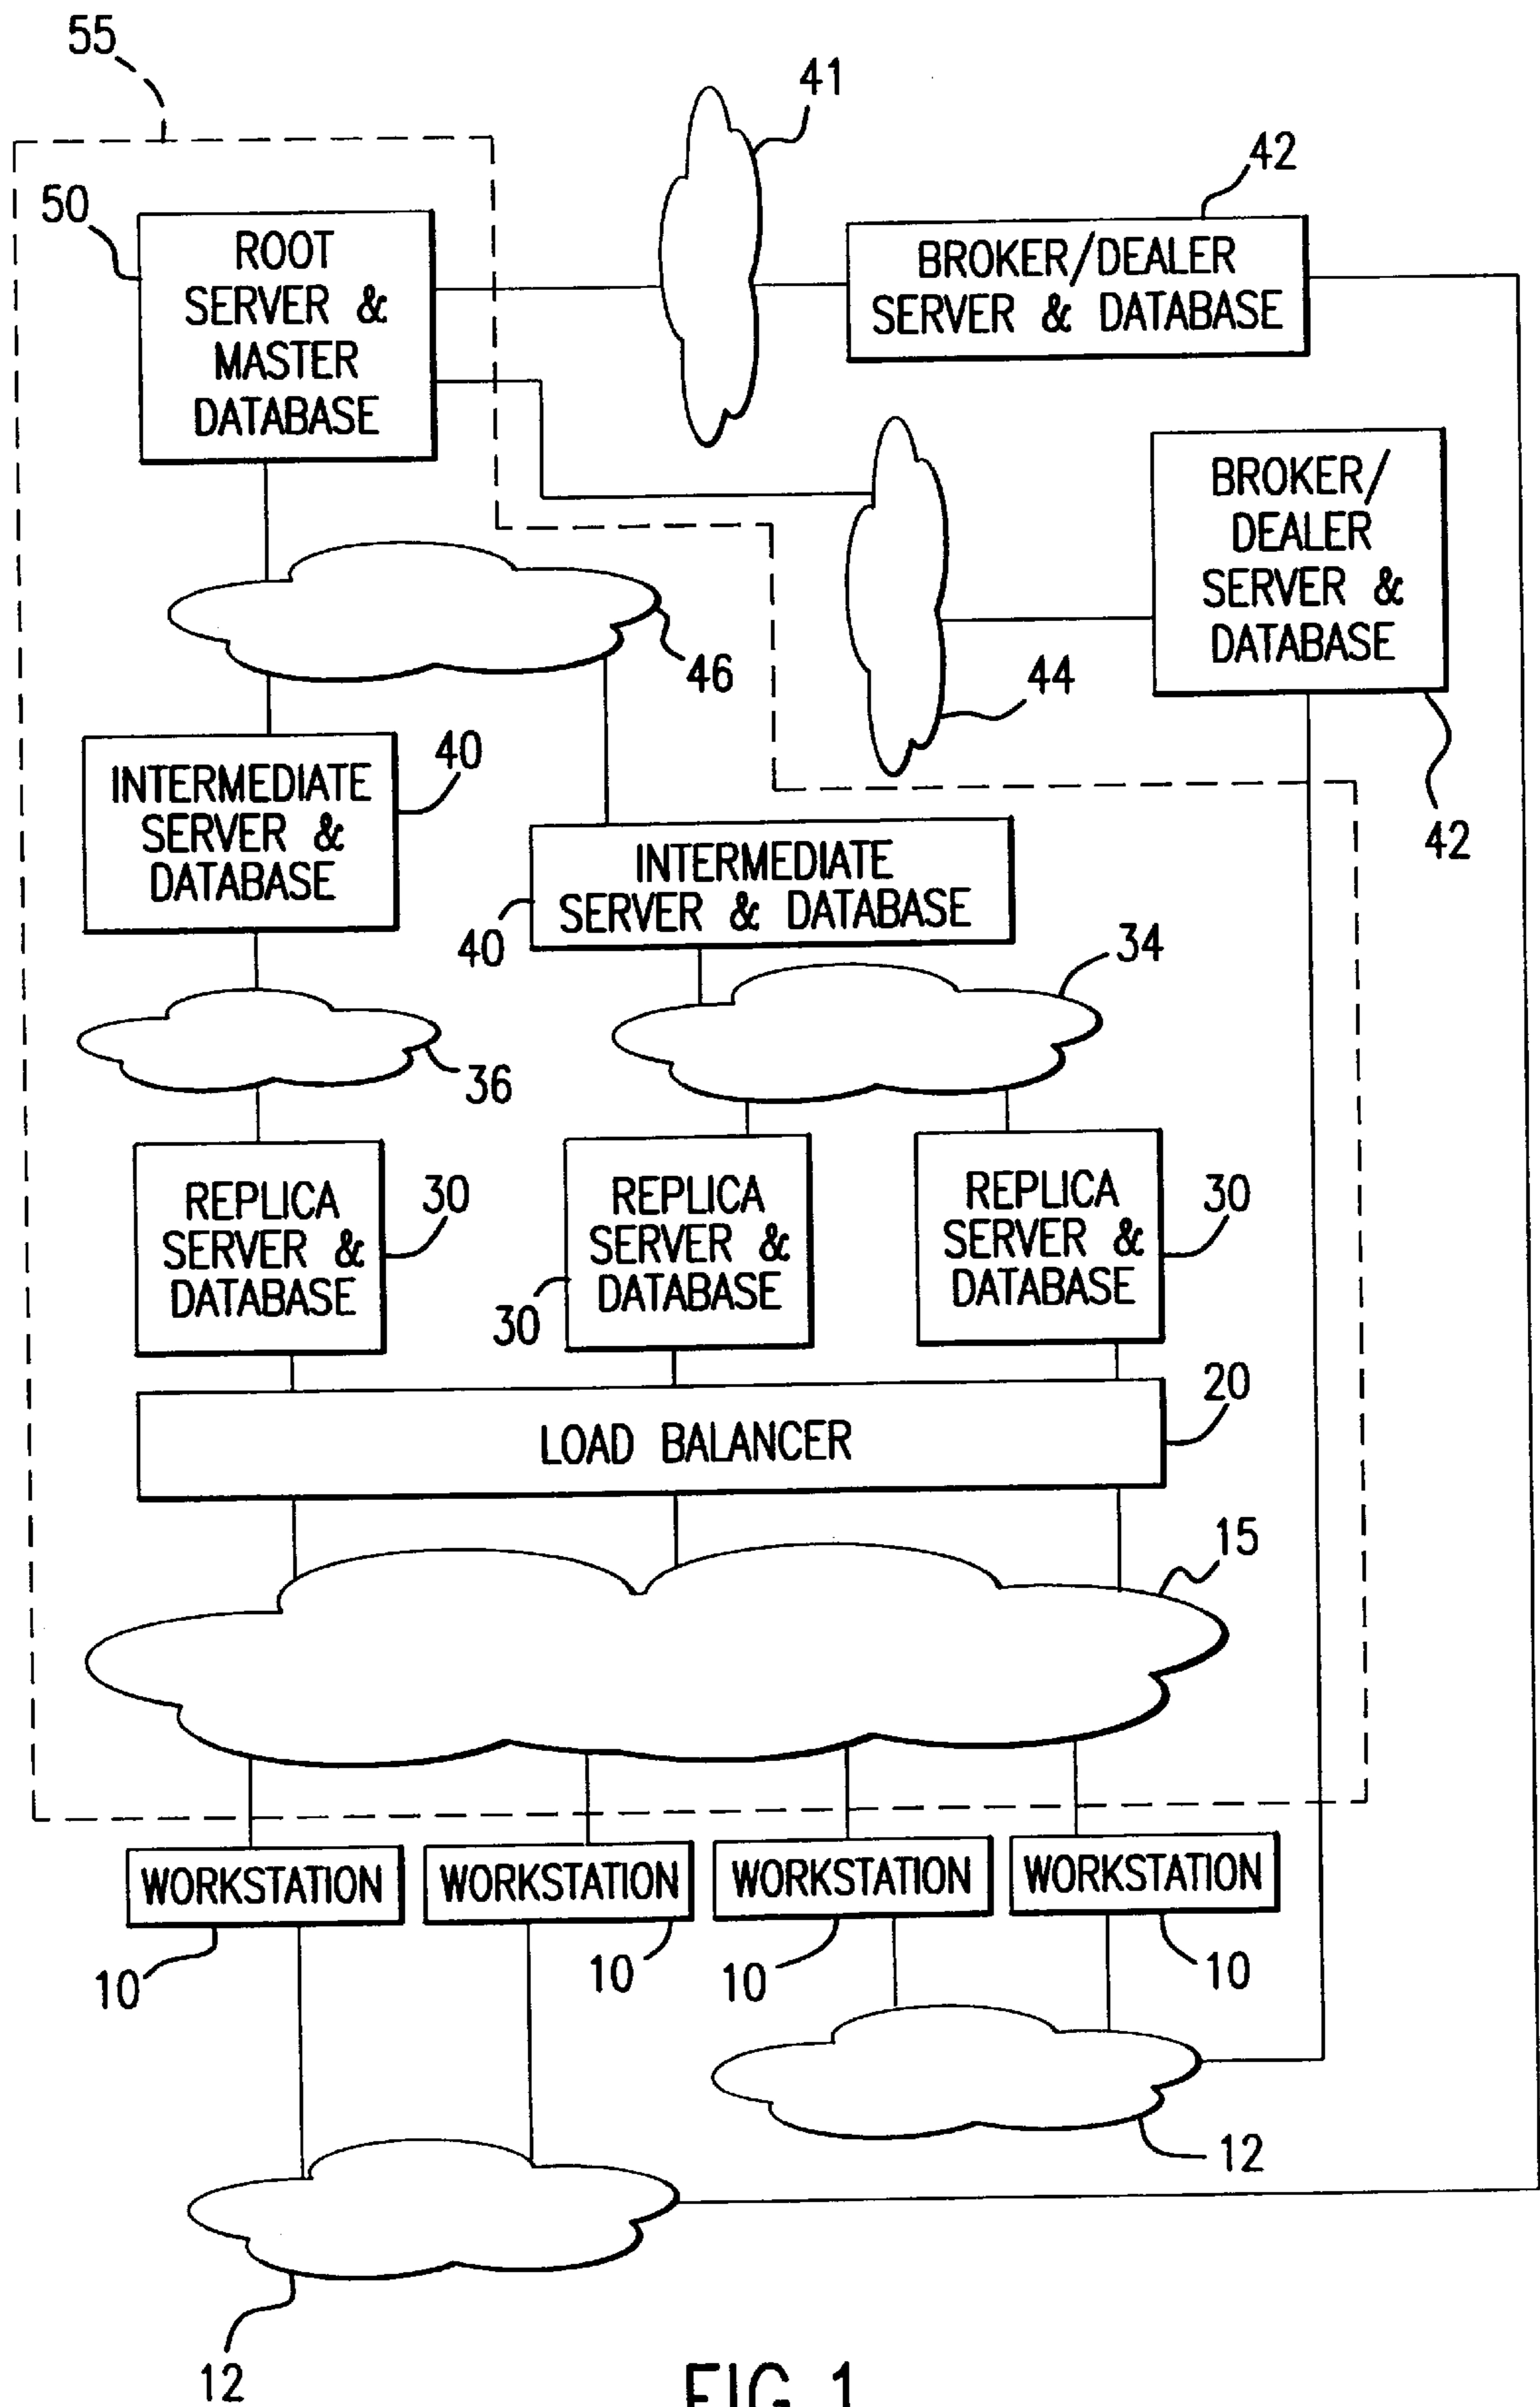 55
41
42
50
ROOT
SERVER &
MASTER
DATABASE
BROKER/DEALER
SERVER & DATABASE
BROKER/
DEALER
SERVER &
DATABASE
46
44
42
40
INTERMEDIATE
SERVER &
DATABASE
INTERMEDIATE
SERVER & DATABASE
40
34
36
REPLICA
SERVER &
DATABASE
30
REPLICA
SERVER &
DATABASE
30
REPLICA
SERVER &
DATABASE
30
20
LOAD BALANCER
15
WORKSTATION
WORKSTATION
WORKSTATION
WORKSTATION
10
10
10
10
12
12
FIG. 1